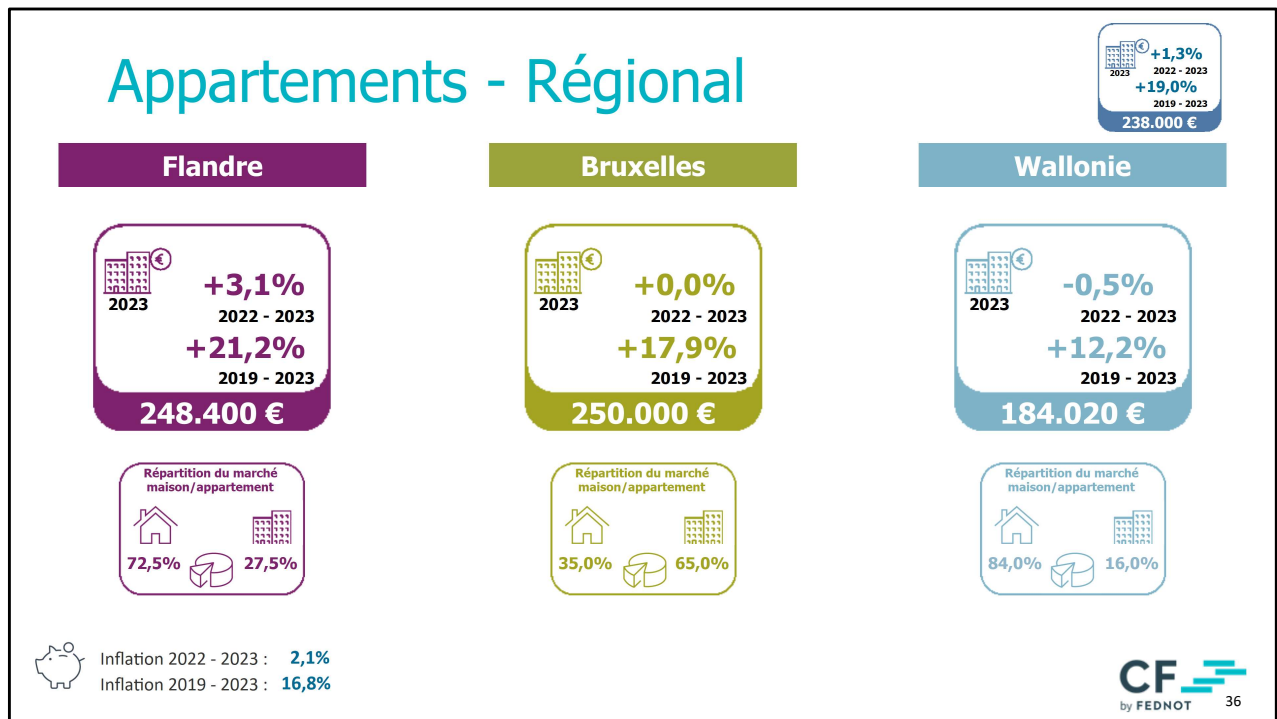 Appartements - Régional
€
+1,3%
2023
2022 - 2023
+19,0%
2019 - 2023
238.000 €
Flandre
€
+3,1%
2023
2022 - 2023
+21,2%
2019 - 2023
248.400 €
Répartition du marché
maison/appartement
72,5%
27,5%
Bruxelles
€
+0,0%
2023
2022 - 2023
+17,9%
2019 - 2023
250.000 €
Répartition du marché
maison/appartement
35,0%
65,0%
Wallonie
€
-0,5%
2023
2022 - 2023
+12,2%
2019 - 2023
184.020 €
Répartition du marché
maison/appartement
84,0%
16,0%
Inflation 2022 - 2023 : 2,1%
Inflation 2019 - 2023 : 16,8%
CF
by FEDNOT
36